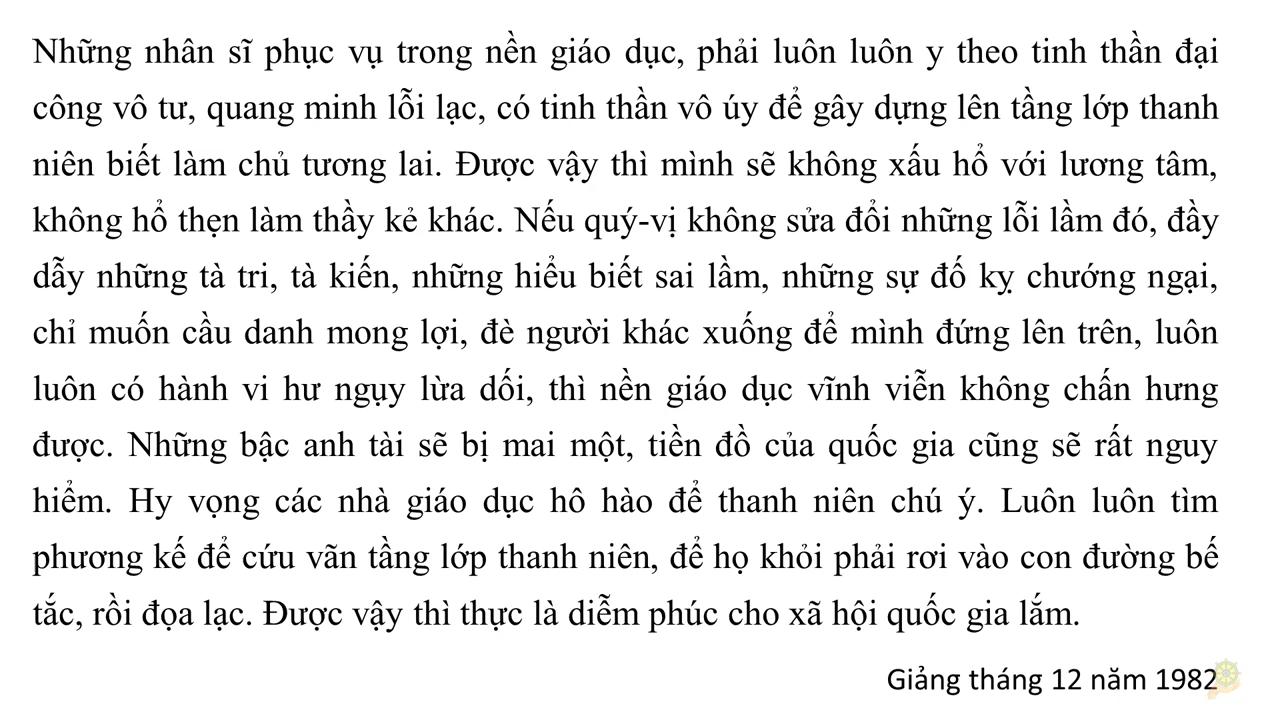 Những nhân sĩ phục vụ trong nền giáo dục, phải luôn luôn y theo tinh thần đại
công vô tư, quang minh lỗi lạc, có tinh thần vô úy để gây dựng lên tầng lớp thanh
niên biết làm chủ tương lai. Được vậy thì mình sẽ không xấu hổ với lương tâm,
không hổ thẹn làm thầy kẻ khác. Nếu quý-vị không sửa đổi những lỗi lầm đó, đầy
dẫy những tà tri, tà kiến, những hiểu biết sai lầm, những sự đố kỵ chướng ngại,
chỉ muốn cầu danh mong lợi, đè người khác xuống để mình đứng lên trên, luôn
luôn có hành vi hư ngụy lừa dối, thì nền giáo dục vĩnh viễn không chấn hưng
được. Những bậc anh tài sẽ bị mai một, tiền đồ của quốc gia cũng sẽ rất nguy
hiểm. Hy vọng các nhà giáo dục hô hào để thanh niên chú ý. Luôn luôn tìm
phương kế để cứu vãn tầng lớp thanh niên, để họ khỏi phải rơi vào con đường bế
tắc, rồi đọa lạc. Được vậy thì thực là diễm phúc cho xã hội quốc gia lắm.
Giảng tháng 12 năm 1982